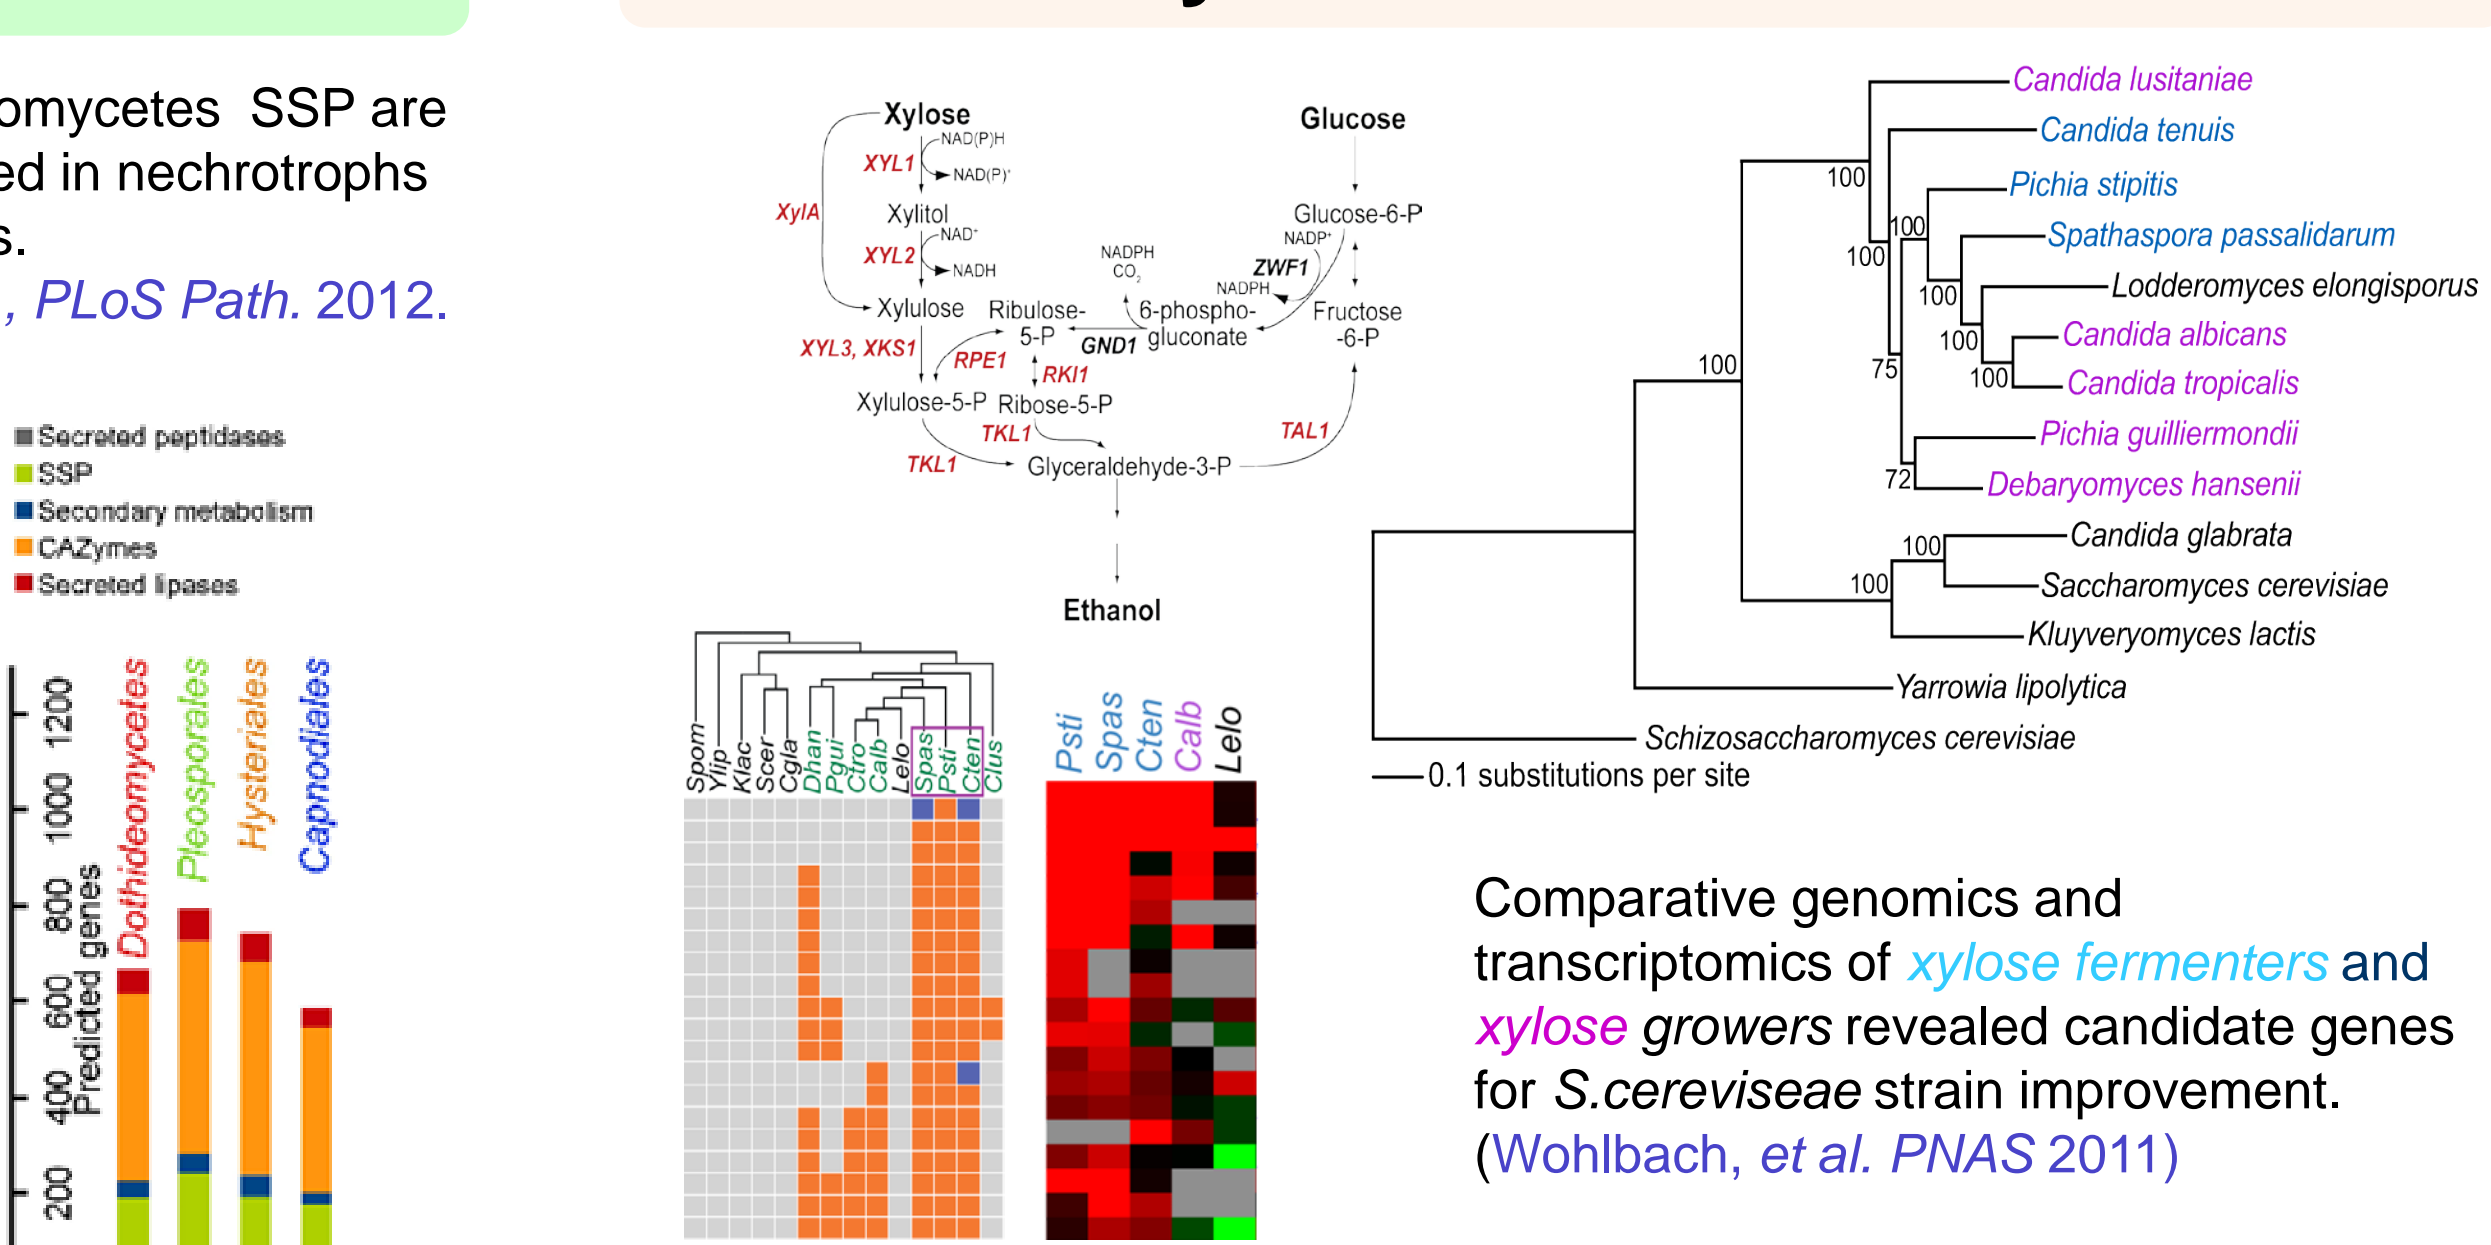 omycetes SSP are
ed in nechrotrophs
s.
, PLoS Path. 2012.
Secreted peptidases
SSP
Secondary metabolism
CAZymes
Secreted lipases
Predicted genes
1200
1000
800
600
400
200
Dothideomycetes
Pleosporales
Hysteriales
Capnodiales
Xylose
NAD(P)H
XYL1
NAD(P)+
XylA
Xylitol
NAD+
XYL2
NADH
Xylulose
XYL3, XKS1
Xylulose-5-P
Ribulose-
5-P
RPE1
RKI1
Ribose-5-P
TKL1
TKL1
Glyceraldehyde-3-P
TAL1
Glucose
Glucose-6-P
NADP+
ZWF1
NADPH
NADPH
CO2
6-phospho-
gluconate
GND1
Fructose
-6-P
Ethanol
Spom
Ylip
Klac
Scer
Cgla
Dhan
Pgui
Ctro
Calb
Lelo
Spas
Psti
Cten
Clus
Psti
Spas
Cten
Calb
Lelo
Candida lusitaniae
Candida tenuis
Pichia stipitis
Spathaspora passalidarum
Lodderomyces elongisporus
Candida albicans
Candida tropicalis
Pichia guilliermondii
Debaryomyces hansenii
Candida glabrata
Saccharomyces cerevisiae
Kluyveryomyces lactis
Yarrowia lipolytica
Schizosaccharomyces cerevisiae
100
100
100
100
100
100
75
72
100
100
100
0.1 substitutions per site
Comparative genomics and
transcriptomics of xylose fermenters and
xylose growers revealed candidate genes
for S.cereviseae strain improvement.
(Wohlbach, et al. PNAS 2011)